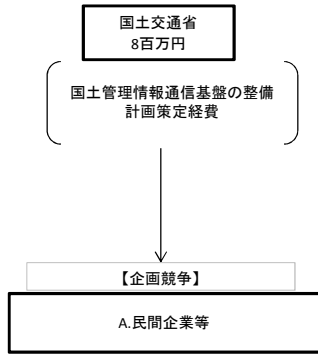 国土交通省
8百万円
国土管理情報通信基盤の整備
計画策定経費
【企画競争】
A.民間企業等